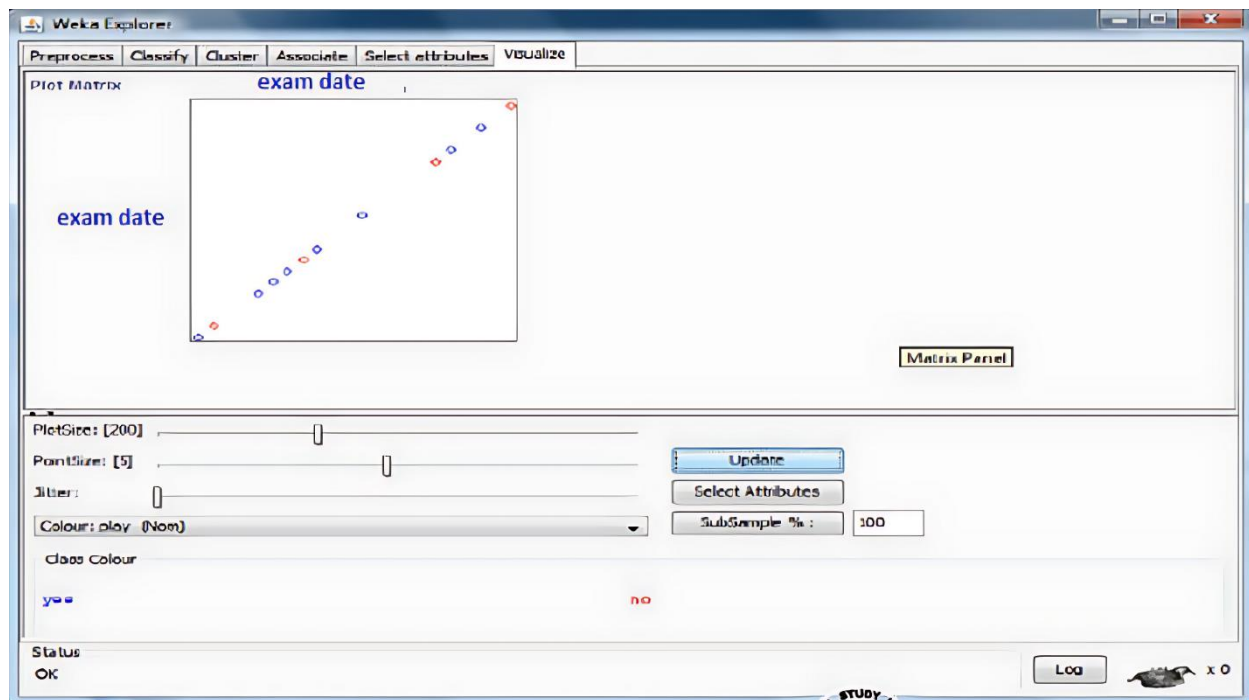 Weka Explorer
Preprocess Classify Cluster Associate Select attributes Visualize
Plot Matrix exam date
exam date
Matrix Panel
PlotSize: [200]
PointSize: [5] Update
Jitter: Select Attributes
Colour: play (Nom) SubSample % : 100
Class Colour
yes no
Status
OK Log x 0
STUDY